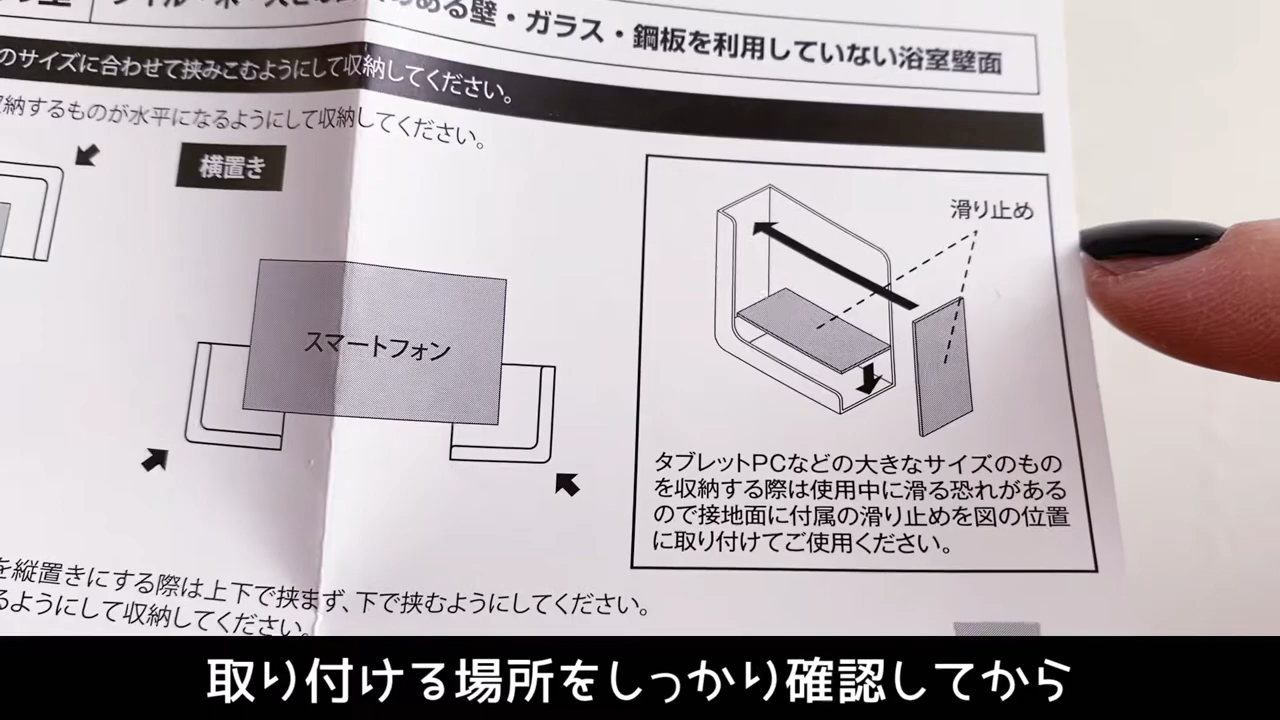 ある壁・ガラス・鋼板を利用していない浴室壁面
のサイズに合わせて挟みこむようにして収納してください。
納するものが水平になるようにして収納してください。
横置き
滑り止め
スマートフォン
タブレットPCなどの大きなサイズのもの
を収納する際は使用中に滑る恐れがある
ので接地面に付属の滑り止めを図の位置
に取り付けてご使用ください。
を縦置きにする際は上下で挟まず、下で挟むようにしてください。
るようにして収納してください。
取り付ける場所をしっかり確認してから